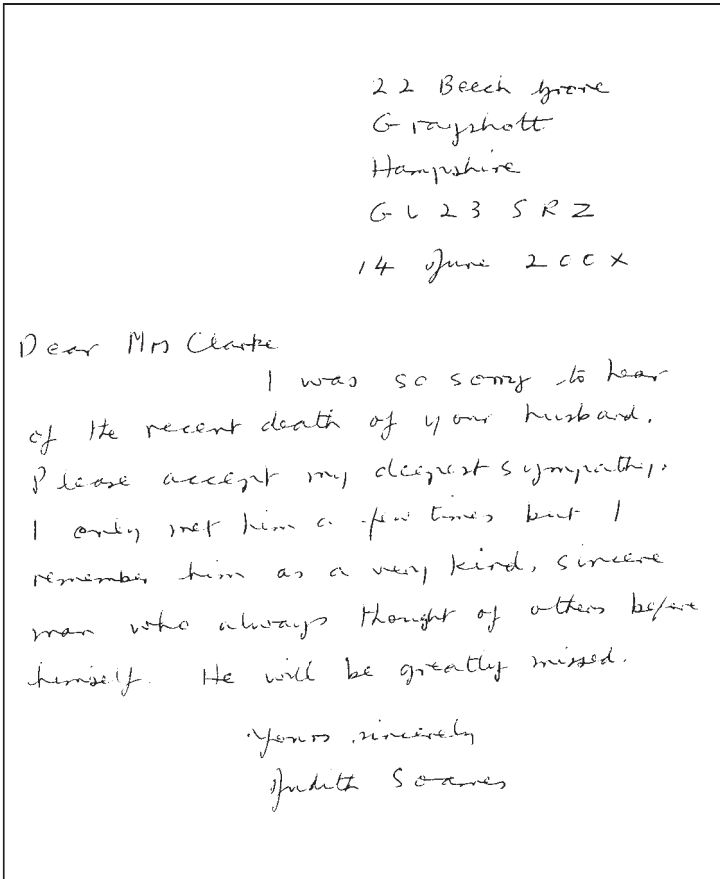 22 Beech Grove
Grayshott
Hampshire
GL23 5RZ
14 June 200X
Dear Mrs Clarke
I was so sorry to hear
of the recent death of your husband.
Please accept my deepest sympathy.
I only met him a few times but I
remember him as a very kind, sincere
man who always thought of others before
himself. He will be greatly missed.
Yours sincerely
Judith Soames